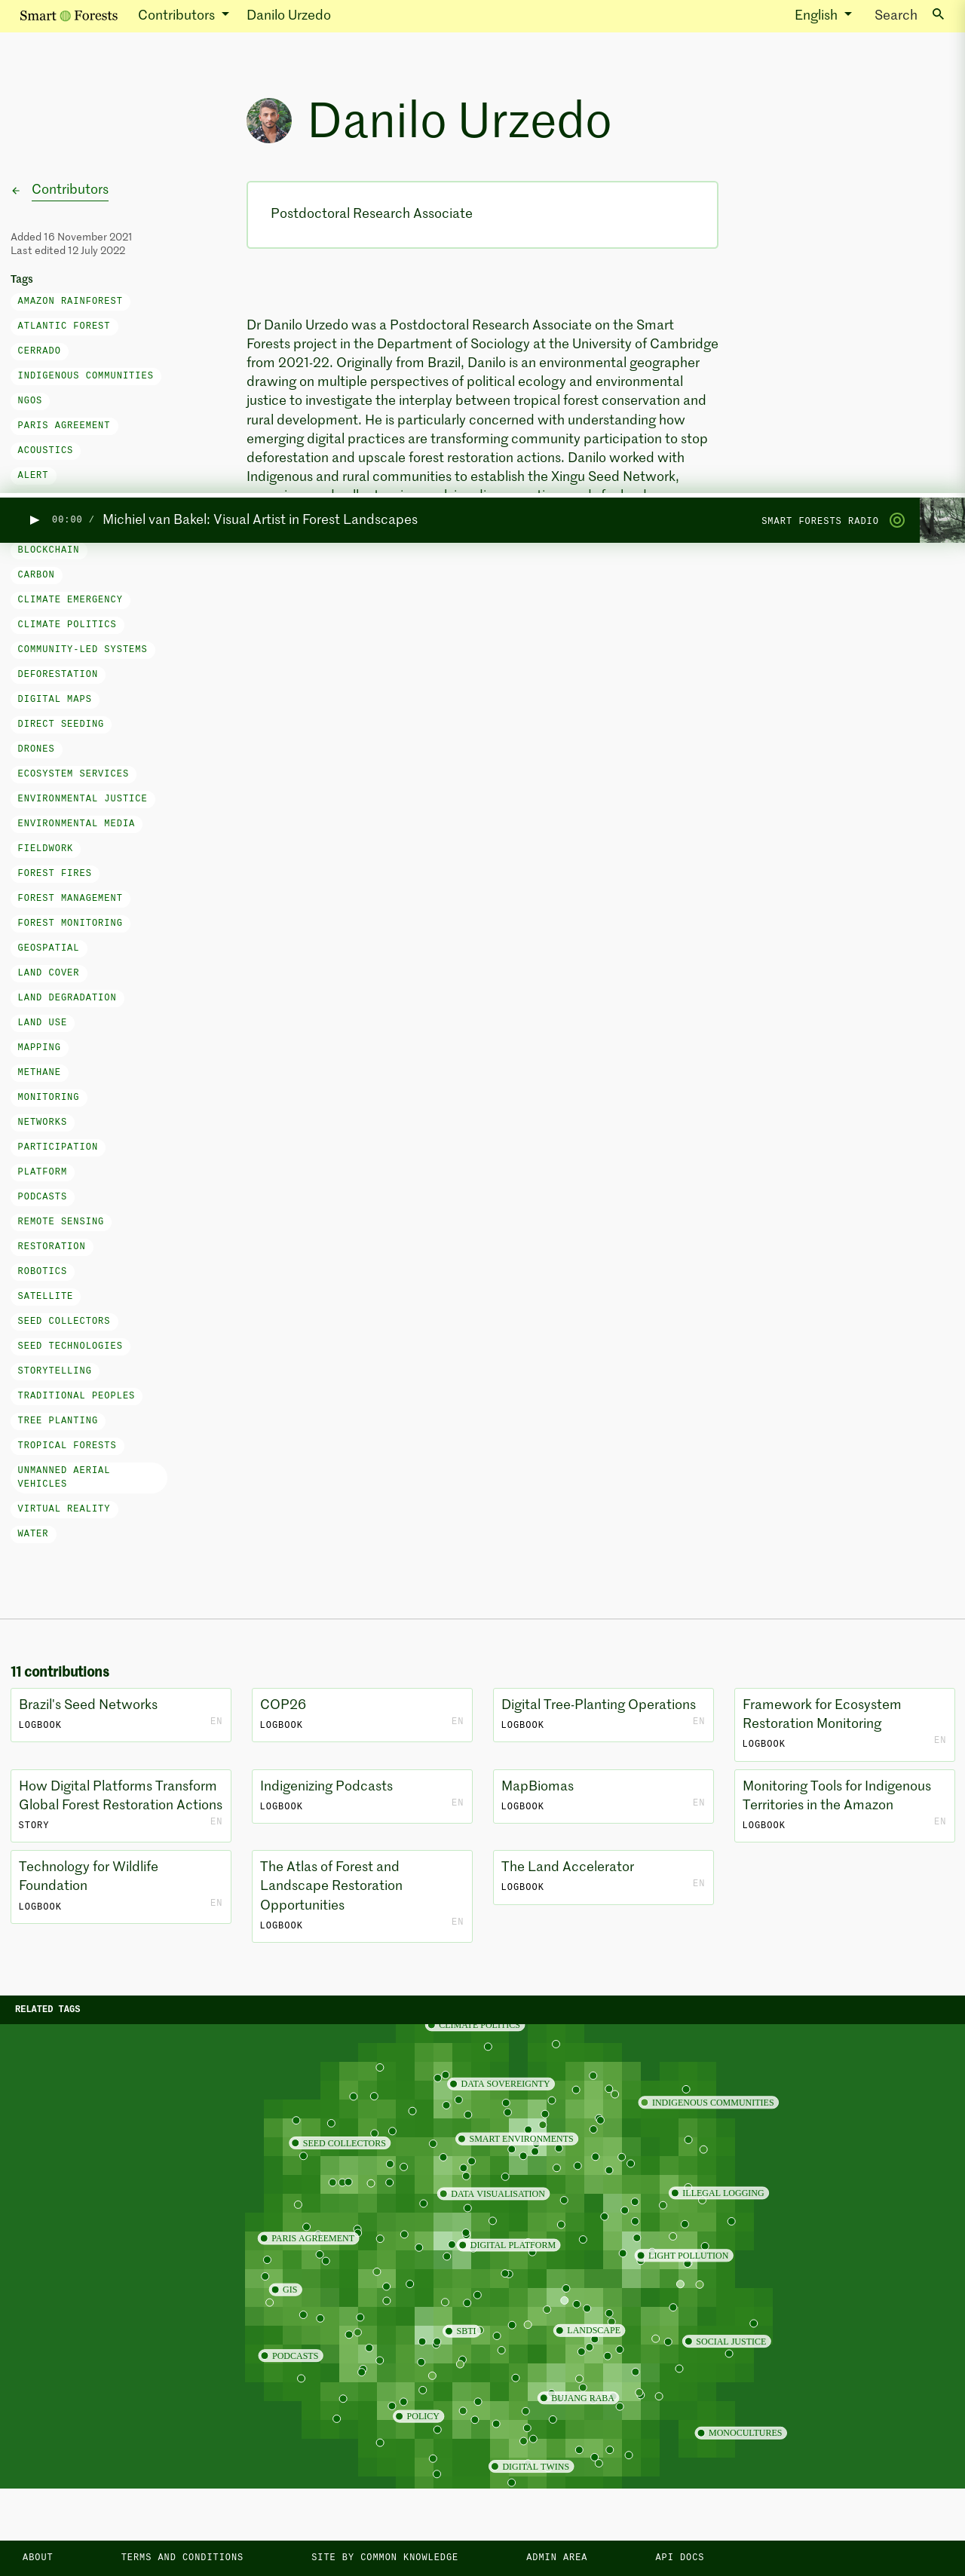 Smart Forests Contributors Danilo Urzedo English Search
Danilo Urzedo
Contributors
Postdoctoral Research Associate
Added 16 November 2021
Last edited 12 July 2022
Tags
AMAZON RAINFOREST
ATLANTIC FOREST
CERRADO
INDIGENOUS COMMUNITIES
NGOS
PARIS AGREEMENT
ACOUSTICS
ALERT
Dr Danilo Urzedo was a Postdoctoral Research Associate on the Smart
Forests project in the Department of Sociology at the University of Cambridge
from 2021-22. Originally from Brazil, Danilo is an environmental geographer
drawing on multiple perspectives of political ecology and environmental
justice to investigate the interplay between tropical forest conservation and
rural development. He is particularly concerned with understanding how
emerging digital practices are transforming community participation to stop
deforestation and upscale forest restoration actions. Danilo worked with
Indigenous and rural communities to establish the Xingu Seed Network,
00:00 / Michiel van Bakel: Visual Artist in Forest Landscapes SMART FORESTS RADIO
BLOCKCHAIN
CARBON
CLIMATE EMERGENCY
CLIMATE POLITICS
COMMUNITY-LED SYSTEMS
DEFORESTATION
DIGITAL MAPS
DIRECT SEEDING
DRONES
ECOSYSTEM SERVICES
ENVIRONMENTAL JUSTICE
ENVIRONMENTAL MEDIA
FIELDWORK
FOREST FIRES
FOREST MANAGEMENT
FOREST MONITORING
GEOSPATIAL
LAND COVER
LAND DEGRADATION
LAND USE
MAPPING
METHANE
MONITORING
NETWORKS
PARTICIPATION
PLATFORM
PODCASTS
REMOTE SENSING
RESTORATION
ROBOTICS
SATELLITE
SEED COLLECTORS
SEED TECHNOLOGIES
STORYTELLING
TRADITIONAL PEOPLES
TREE PLANTING
TROPICAL FORESTS
UNMANNED AERIAL
VEHICLES
VIRTUAL REALITY
WATER
11 contributions
Brazil's Seed Networks
LOGBOOK EN
COP26
LOGBOOK EN
Digital Tree-Planting Operations
LOGBOOK EN
Framework for Ecosystem
Restoration Monitoring
LOGBOOK EN
How Digital Platforms Transform
Global Forest Restoration Actions
STORY EN
Indigenizing Podcasts
LOGBOOK EN
MapBiomas
LOGBOOK EN
Monitoring Tools for Indigenous
Territories in the Amazon
LOGBOOK EN
Technology for Wildlife
Foundation
LOGBOOK EN
The Atlas of Forest and
Landscape Restoration
Opportunities
LOGBOOK EN
The Land Accelerator
LOGBOOK EN
RELATED TAGS
CLIMATE POLITICS
DATA SOVEREIGNTY
INDIGENOUS COMMUNITIES
SMART ENVIRONMENTS
SEED COLLECTORS
DATA VISUALISATION
ILLEGAL LOGGING
PARIS AGREEMENT
DIGITAL PLATFORM
LIGHT POLLUTION
GIS
SBTI
LANDSCAPE
SOCIAL JUSTICE
PODCASTS
BUJANG RABA
POLICY
MONOCULTURES
DIGITAL TWINS
ABOUT TERMS AND CONDITIONS SITE BY COMMON KNOWLEDGE ADMIN AREA API DOCS